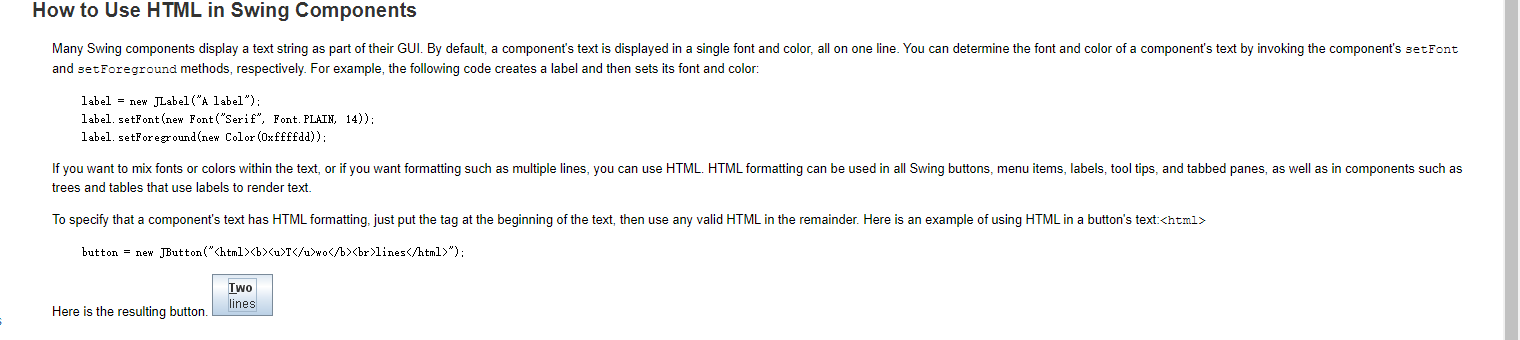 How to Use HTML in Swing Components
Many Swing components display a text string as part of their GUI. By default, a component's text is displayed in a single font and color, all on one line. You can determine the font and color of a component's text by invoking the component's setFont
and setForeground methods, respectively. For example, the following code creates a label and then sets its font and color:
label = new JLabel("A label");
label.setFont(new Font("Serif", Font.PLAIN, 14));
label.setForeground(new Color(0xffffdd));
If you want to mix fonts or colors within the text, or if you want formatting such as multiple lines, you can use HTML. HTML formatting can be used in all Swing buttons, menu items, labels, tool tips, and tabbed panes, as well as in components such as
trees and tables that use labels to render text.
To specify that a component's text has HTML formatting, just put the tag at the beginning of the text, then use any valid HTML in the remainder. Here is an example of using HTML in a button's text:<html>
button = new JButton("<html><b><u>T</u>wo</b><br>lines</html>");
Two
lines
Here is the resulting button.